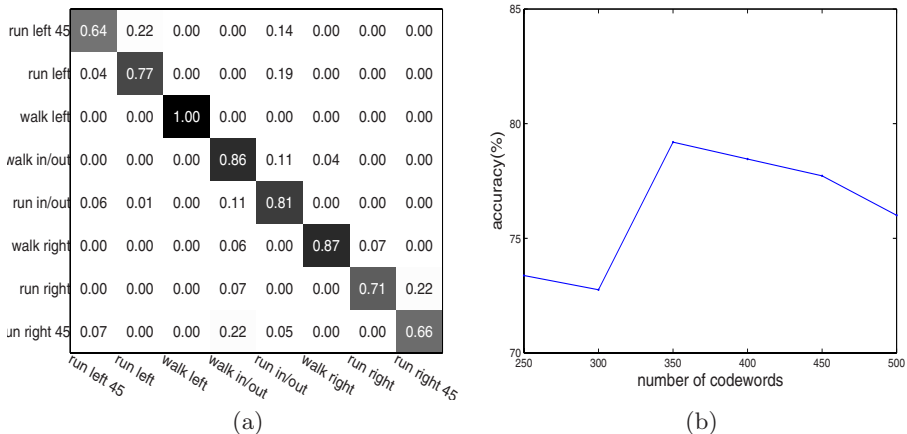 run left 45 0.64 0.22 0.00 0.00 0.14 0.00 0.00 0.00
run left 0.04 0.77 0.00 0.00 0.19 0.00 0.00 0.00
walk left 0.00 0.00 1.00 0.00 0.00 0.00 0.00 0.00
walk in/out 0.00 0.00 0.00 0.86 0.11 0.04 0.00 0.00
run in/out 0.06 0.01 0.00 0.11 0.81 0.00 0.00 0.00
walk right 0.00 0.00 0.00 0.06 0.00 0.87 0.07 0.00
run right 0.00 0.00 0.00 0.07 0.00 0.00 0.71 0.22
un right 45 0.07 0.00 0.00 0.22 0.05 0.00 0.00 0.66
run left 45 run left walk left walk in/out run in/out walk right run right run right 45
(a)
85
80
75
70
accuracy(%)
250 300 350 400 450 500
number of codewords
(b)